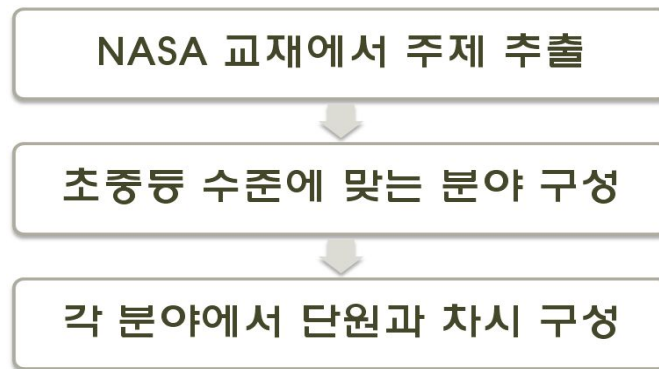 NASA 교재에서 주제 추출
초중등 수준에 맞는 분야 구성
각 분야에서 단원과 차시 구성